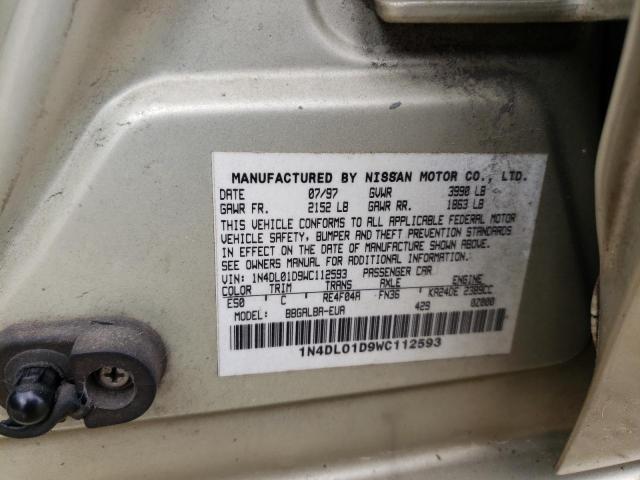 MANUFACTURED BY NISSAN MOTOR CO., LTD.
DATE 07/97 GVWR 3990 LB
GAWR FR. 2152 LB GAWR RR. 1863 LB
THIS VEHICLE CONFORMS TO ALL APPLICABLE FEDERAL MOTOR
VEHICLE SAFETY, BUMPER AND THEFT PREVENTION STANDARDS
IN EFFECT ON THE DATE OF MANUFACTURE SHOWN ABOVE.
SEE OWNERS MANUAL FOR ADDITIONAL INFORMATION.
VIN: 1N4DL01D9WC112593 PASSENGER CAR
COLOR TRIM TRANS AXLE ENGINE
ES0 C RE4F04A FN36 KA24DE 2389CC
MODEL: BBGALBA-EUA 429 02000
1N4DL01D9WC112593